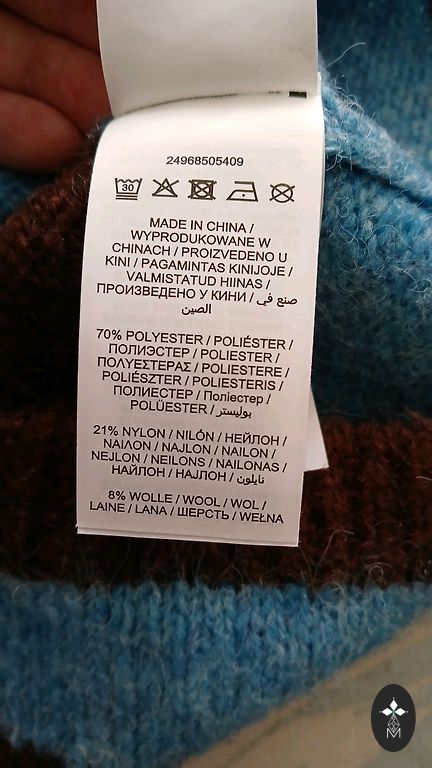 24968505409
30
MADE IN CHINA /
WYPRODUKOWANE W
CHINACH / PROIZVEDENO U
KINI / PAGAMINTAS KINIJOJE /
VALMISTATUD HIINAS /
ПРОИЗВЕДЕНО У КИНИ / صنع في
الصين
70% POLYESTER / POLIÉSTER /
ПОЛИЭСТЕР / POLIESTER /
ΠΟΛΥΕΣΤΕΡΑΣ / POLIESTERE /
POLIÉSZTER / POLIESTERIS /
ПОЛИЕСТЕР / Поліестер /
POLÜESTER / بوليستر
21% NYLON / NILÓN / НЕЙЛОН /
ΝΑΙΛΟΝ / NAJLON / NAILON /
NEJLON / NEILONS / NAILONAS /
НАЙЛОН / НАЈЛОН / نايلون
8% WOLLE / WOOL / WOL /
LAINE / LANA / ШЕРСТЬ / WEŁNA
M